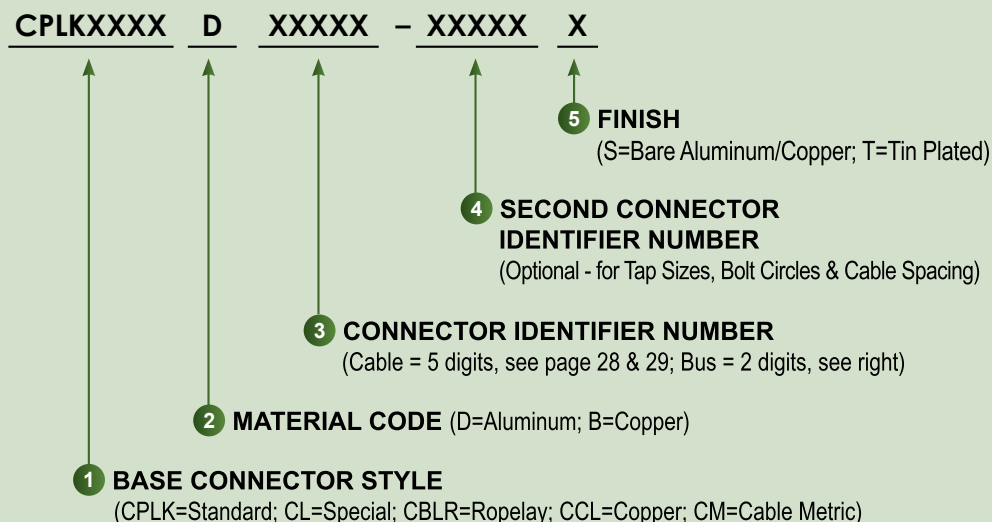 CPLKXXXX D XXXXX – XXXXX X
5 FINISH
(S=Bare Aluminum/Copper; T=Tin Plated)
4 SECOND CONNECTOR
IDENTIFIER NUMBER
(Optional - for Tap Sizes, Bolt Circles & Cable Spacing)
3 CONNECTOR IDENTIFIER NUMBER
(Cable = 5 digits, see page 28 & 29; Bus = 2 digits, see right)
2 MATERIAL CODE (D=Aluminum; B=Copper)
1 BASE CONNECTOR STYLE
(CPLK=Standard; CL=Special; CBLR=Ropelay; CCL=Copper; CM=Cable Metric)